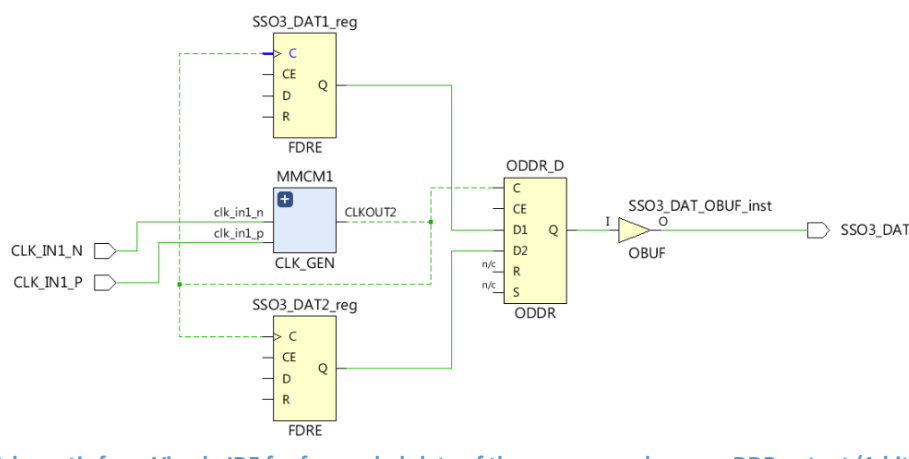 SSO3_DAT1_reg
C
CE
D
R
Q
FDRE
MMCM1
clk_in1_n
clk_in1_p
CLKOUT2
CLK_GEN
CLK_IN1_N
CLK_IN1_P
SSO3_DAT2_reg
C
CE
D
R
Q
FDRE
ODDR_D
C
CE
D1
D2
n/c R
n/c S
Q
ODDR
SSO3_DAT_OBUF_inst
I O
OBUF
SSO3_DAT